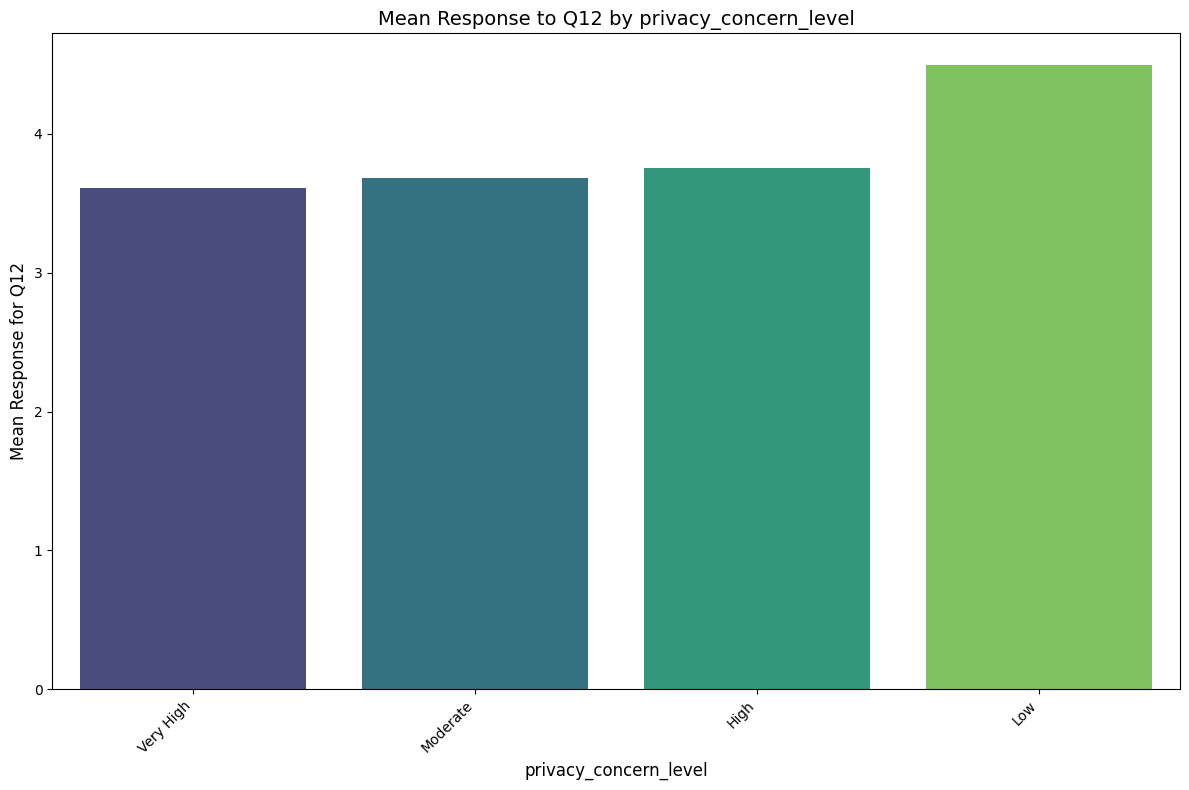 Mean Response to Q12 by privacy_concern_level
Mean Response for Q12
4
3
2
1
0
Very High
Moderate
High
Low
privacy_concern_level